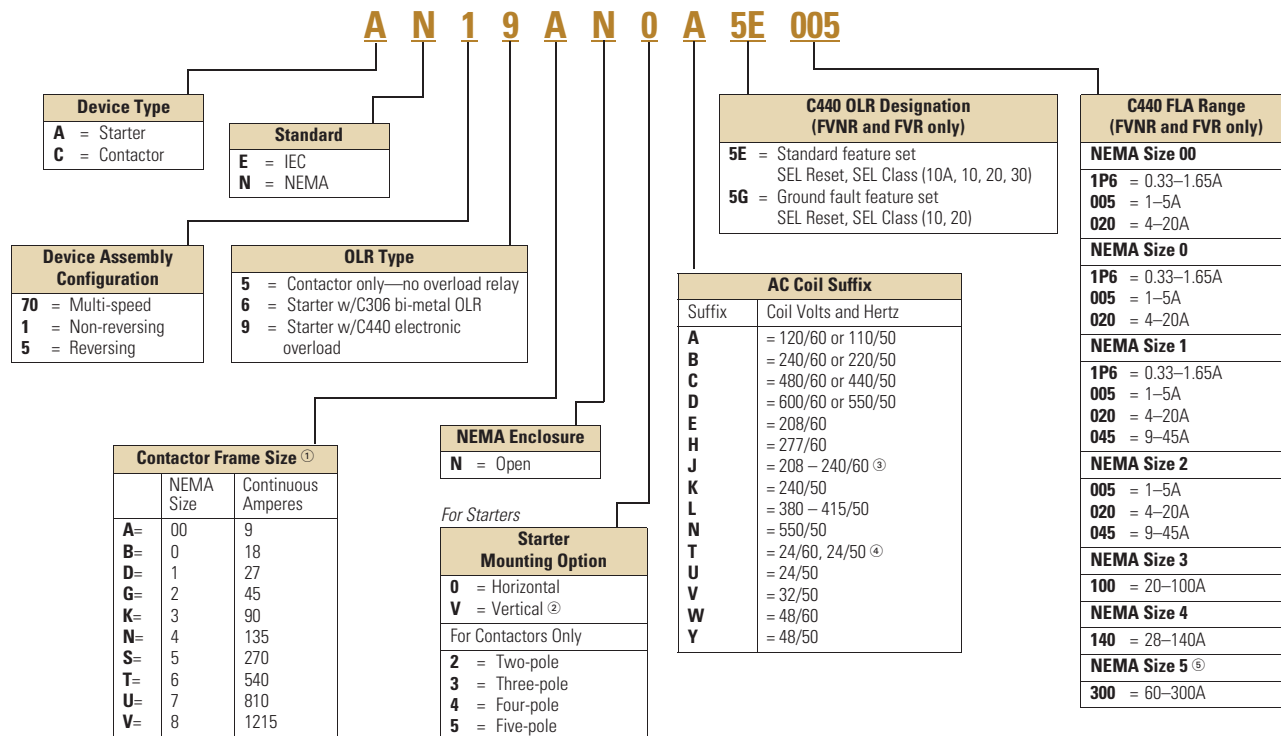 A N 1 9 A N 0 A 5E 005
Device Type
A = Starter
C = Contactor
Standard
E = IEC
N = NEMA
Device Assembly
Configuration
70 = Multi-speed
1 = Non-reversing
5 = Reversing
OLR Type
5 = Contactor only—no overload relay
6 = Starter w/C306 bi-metal OLR
9 = Starter w/C440 electronic
overload
Contactor Frame Size ①
NEMA Size Continuous Amperes
A= 00 9
B= 0 18
D= 1 27
G= 2 45
K= 3 90
N= 4 135
S= 5 270
T= 6 540
U= 7 810
V= 8 1215
NEMA Enclosure
N = Open
For Starters
Starter
Mounting Option
0 = Horizontal
V = Vertical ②
For Contactors Only
2 = Two-pole
3 = Three-pole
4 = Four-pole
5 = Five-pole
C440 OLR Designation
(FVNR and FVR only)
5E = Standard feature set
SEL Reset, SEL Class (10A, 10, 20, 30)
5G = Ground fault feature set
SEL Reset, SEL Class (10, 20)
AC Coil Suffix
Suffix Coil Volts and Hertz
A = 120/60 or 110/50
B = 240/60 or 220/50
C = 480/60 or 440/50
D = 600/60 or 550/50
E = 208/60
H = 277/60
J = 208 – 240/60 ③
K = 240/50
L = 380 – 415/50
N = 550/50
T = 24/60, 24/50 ④
U = 24/50
V = 32/50
W = 48/60
Y = 48/50
C440 FLA Range
(FVNR and FVR only)
NEMA Size 00
1P6 = 0.33–1.65A
005 = 1–5A
020 = 4–20A
NEMA Size 0
1P6 = 0.33–1.65A
005 = 1–5A
020 = 4–20A
NEMA Size 1
1P6 = 0.33–1.65A
005 = 1–5A
020 = 4–20A
045 = 9–45A
NEMA Size 2
005 = 1–5A
020 = 4–20A
045 = 9–45A
NEMA Size 3
100 = 20–100A
NEMA Size 4
140 = 28–140A
NEMA Size 5 ⑤
300 = 60–300A